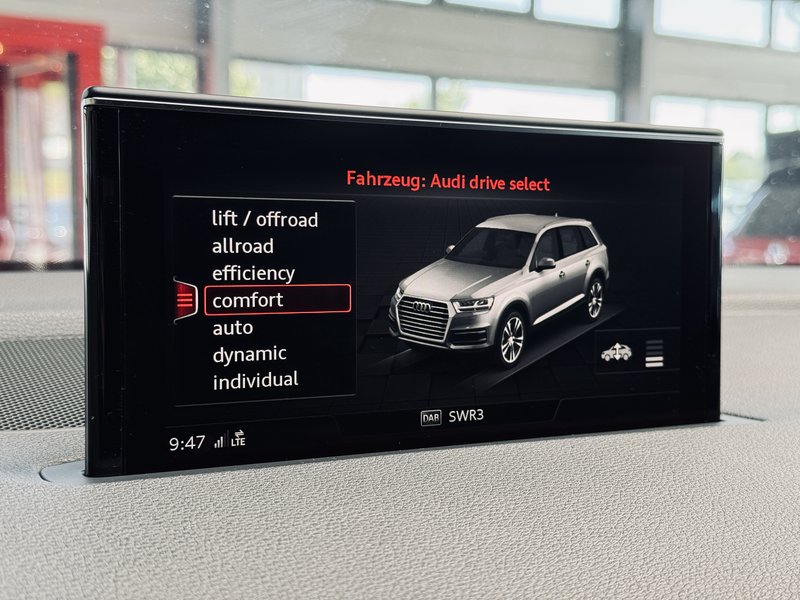 Fahrzeug: Audi drive select
lift / offroad
allroad
efficiency
comfort
auto
dynamic
individual
DAB SWR3
9:47 LTE